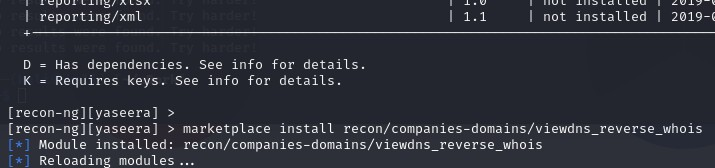 | reporting/xlsx | 1.0 | not installed | 2019-0
| reporting/xml | 1.1 | not installed | 2019-0
D = Has dependencies. See info for details.
K = Requires keys. See info for details.
[recon-ng][yaseera] >
[recon-ng][yaseera] > marketplace install recon/companies-domains/viewdns_reverse_whois
[*] Module installed: recon/companies-domains/viewdns_reverse_whois
[*] Reloading modules...